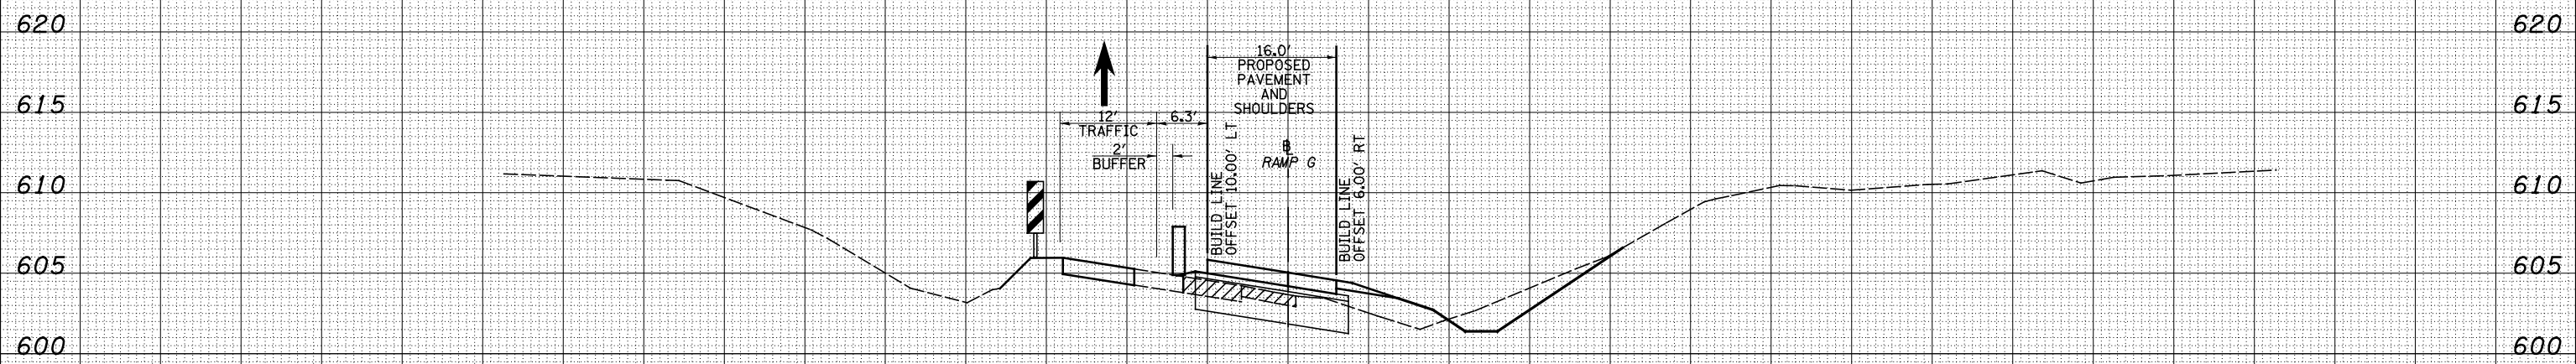 620
620
16.0'
PROPOSED
PAVEMENT
AND
SHOULDERS
615
615
12'
TRAFFIC
6.3'
2'
BUFFER
BUILD LINE
OFFSET 10.00' LT
BL
RAMP G
BUILD LINE
OFFSET 6.00' RT
610
610
605
605
600
600